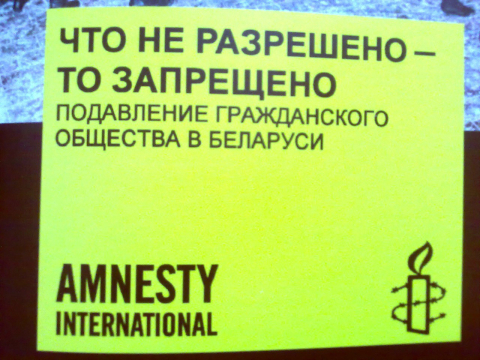 ЧТО НЕ РАЗРЕШЕНО –
ТО ЗАПРЕЩЕНО
ПОДАВЛЕНИЕ ГРАЖДАНСКОГО
ОБЩЕСТВА В БЕЛАРУСИ
AMNESTY
INTERNATIONAL